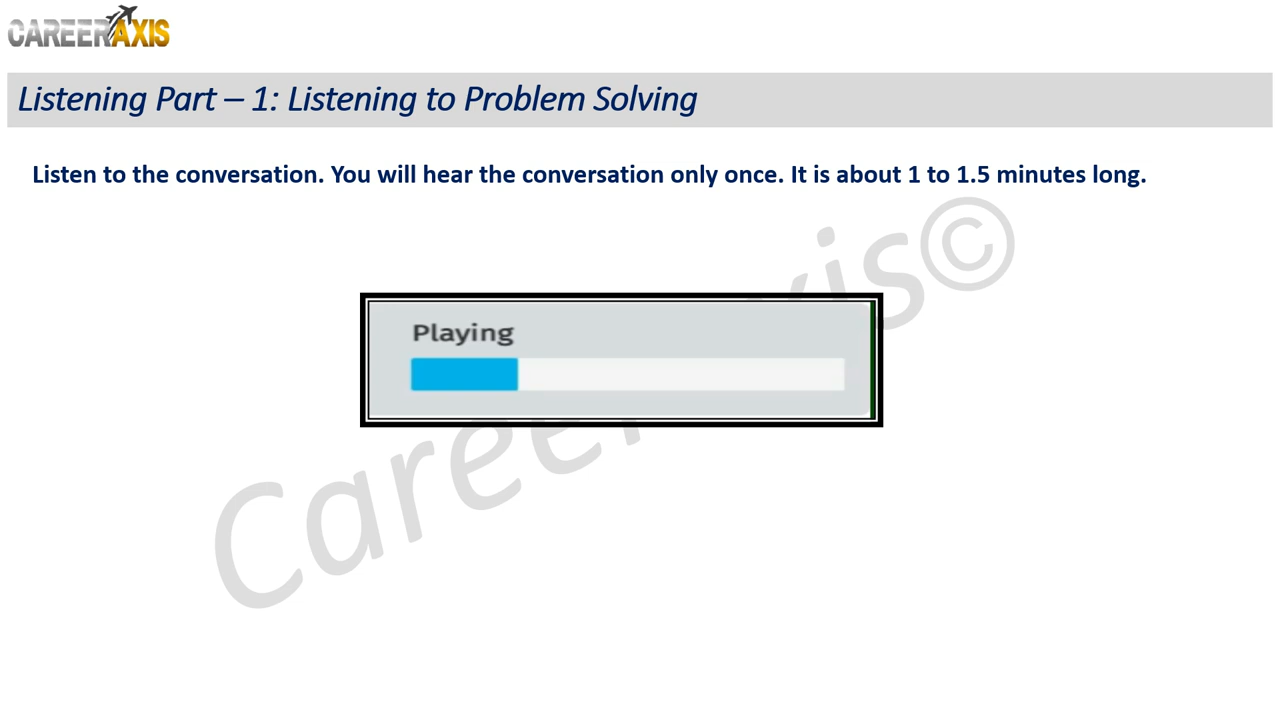 CAREERAXIS
Listening Part – 1: Listening to Problem Solving
Listen to the conversation. You will hear the conversation only once. It is about 1 to 1.5 minutes long.
Playing